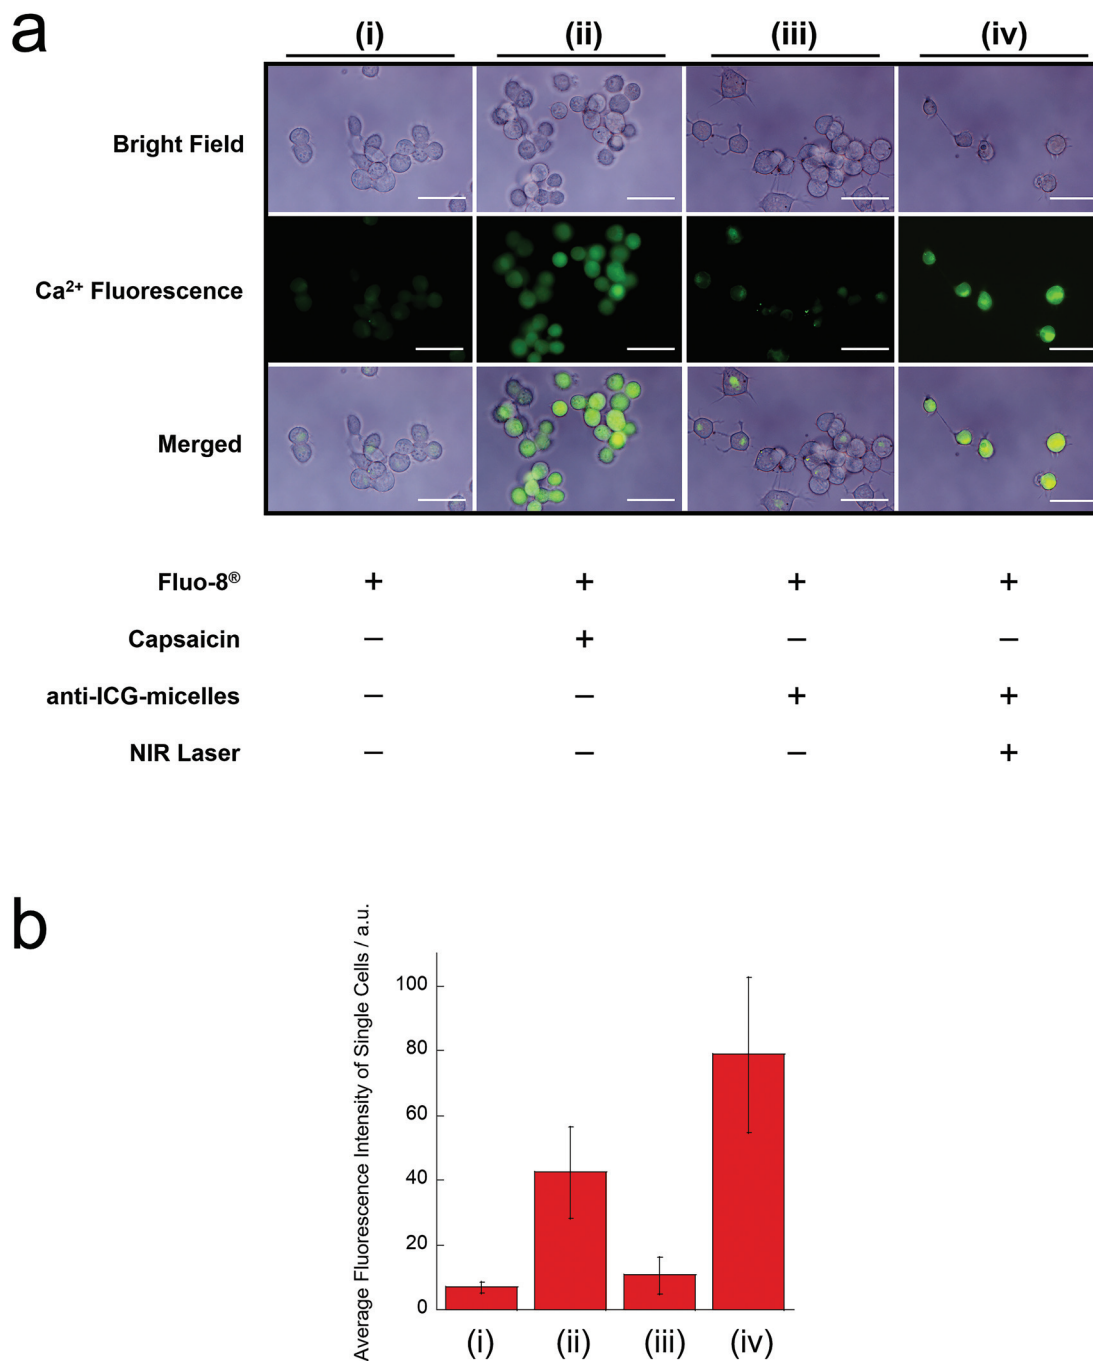 a
(i) (ii) (iii) (iv)
Bright Field
Ca²⁺ Fluorescence
Merged
Fluo-8® + + + +
Capsaicin – + – –
anti-ICG-micelles – – + +
NIR Laser – – – +
b
Average Fluorescence Intensity of Single Cells / a.u.
100
80
60
40
20
0
(i) (ii) (iii) (iv)